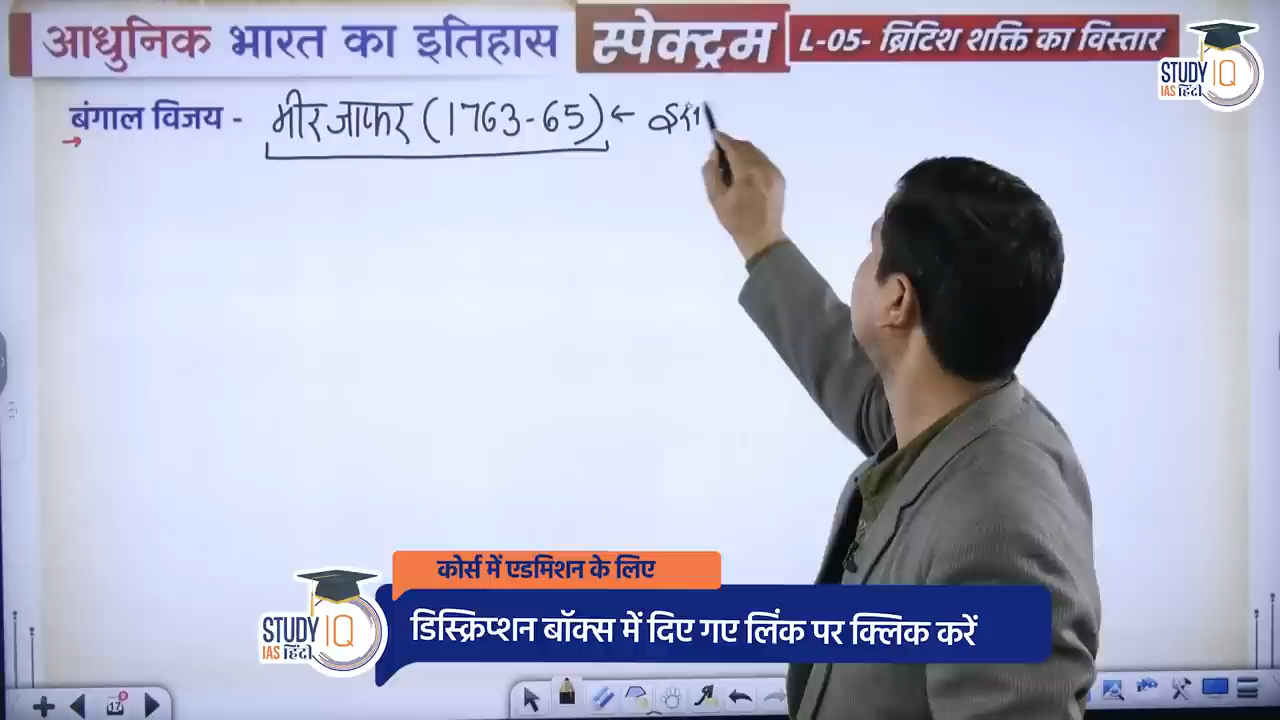 आधुनिक भारत का इतिहास स्पेक्ट्रम L-05- ब्रिटिश शक्ति का विस्तार
STUDY IQ
IAS हिंदी
बंगाल विजय - मीर जाफर (1763-65) ←
कोर्स में एडमिशन के लिए
डिस्क्रिप्शन बॉक्स में दिए गए लिंक पर क्लिक करें
STUDY IQ
IAS हिंदी
17